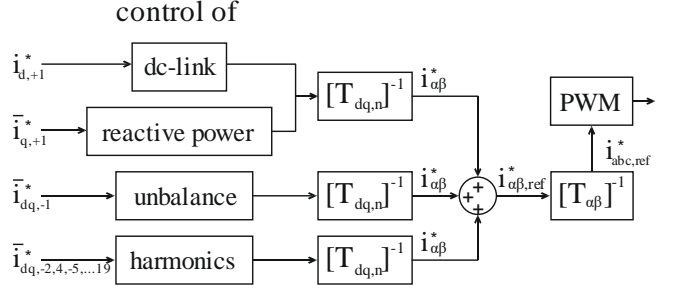 control of
i*d,+1
dc-link
[Tdq,n]-1
i*αβ
PWM
i̅*q,+1
reactive power
i*abc,ref
i̅*dq,-1
unbalance
[Tdq,n]-1
i*αβ
+
+
+
i*αβ,ref
[Tαβ]-1
i̅*dq,-2,4,-5,...19
harmonics
[Tdq,n]-1
i*αβ